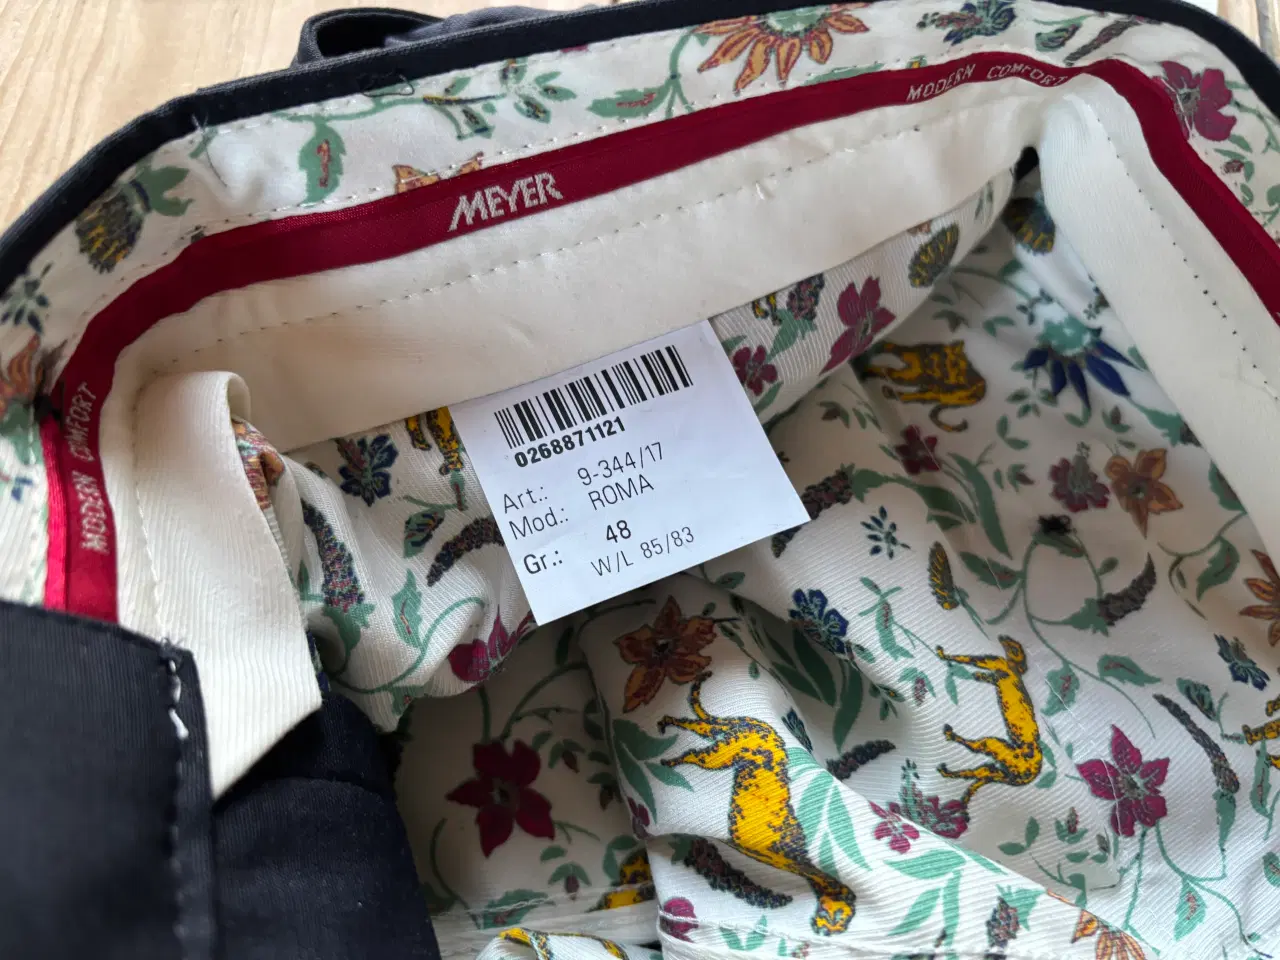 MODERN COMFORT
MEYER
MODERN COMFORT
0268871121
Art.: 9-344/17
Mod.: ROMA
Gr.: 48
W/L 85/83